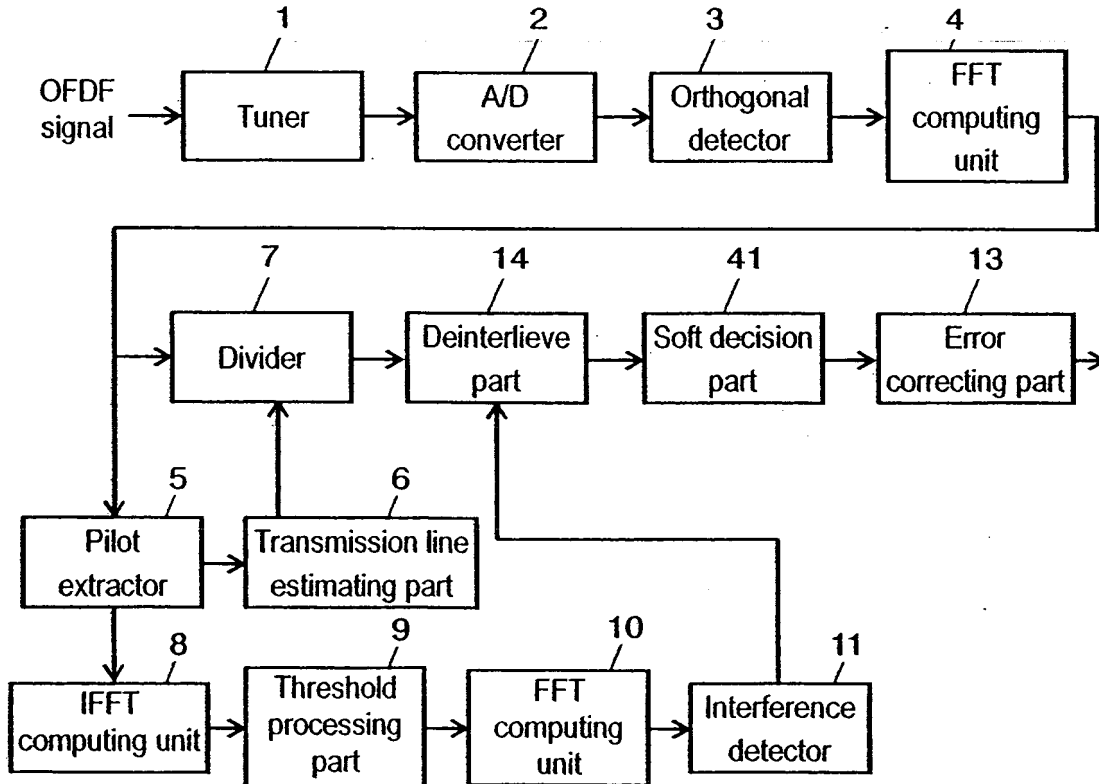 1
2
3
4
OFDF
signal
Tuner
A/D
converter
Orthogonal
detector
FFT
computing
unit
7
14
41
13
Divider
Deinterlieve
part
Soft decision
part
Error
correcting part
5
6
Pilot
extractor
Transmission line
estimating part
8
9
10
11
IFFT
computing unit
Threshold
processing
part
FFT
computing
unit
Interference
detector